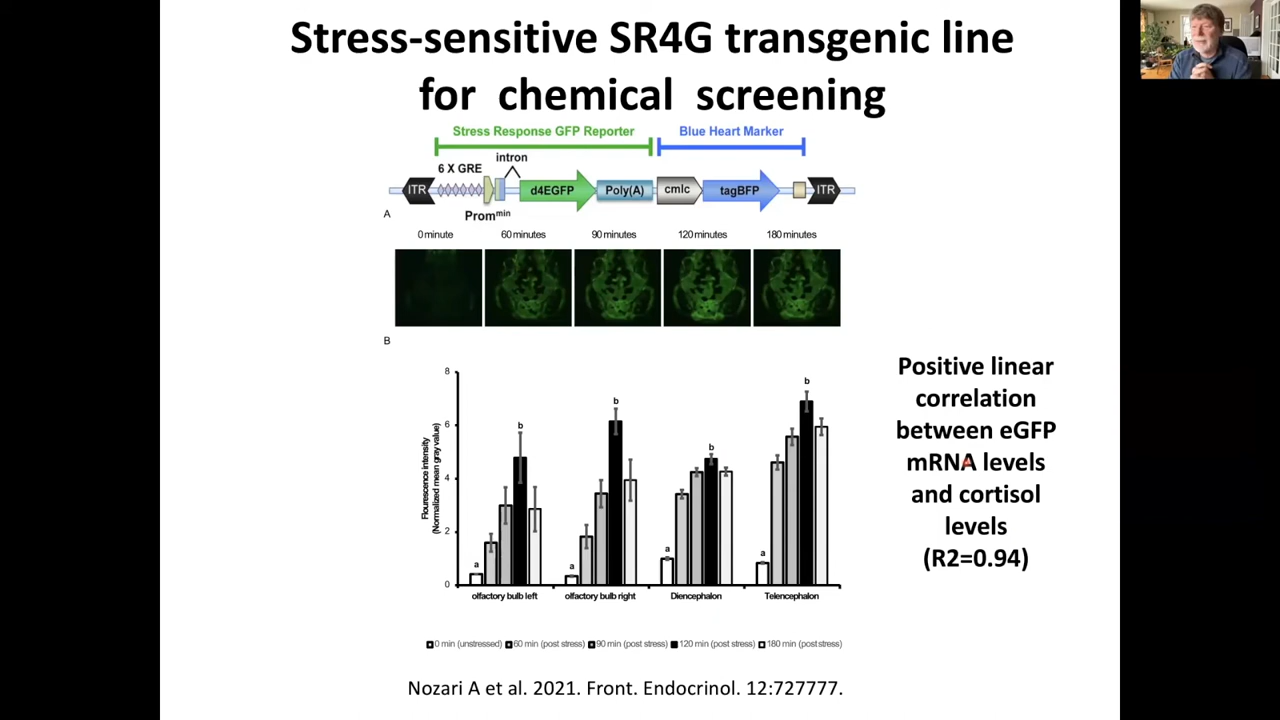 Stress-sensitive SR4G transgenic line
for chemical screening
Stress Response GFP Reporter
Blue Heart Marker
intron
6 X GRE
ITR
d4EGFP
Poly(A)
cmlc
tagBFP
ITR
Prommin
A
0 minute
60 minutes
90 minutes
120 minutes
180 minutes
B
8
6
4
2
0
Flourescence intensity
(Normalized mean gray value)
a
b
a
b
a
b
a
b
olfactory bulb left
olfactory bulb right
Diencephalon
Telencephalon
0 min (unstressed)
60 min (post stress)
90 min (post stress)
120 min (post stress)
180 min (post stress)
Positive linear
correlation
between eGFP
mRNA levels
and cortisol
levels
(R2=0.94)
Nozari A et al. 2021. Front. Endocrinol. 12:727777.